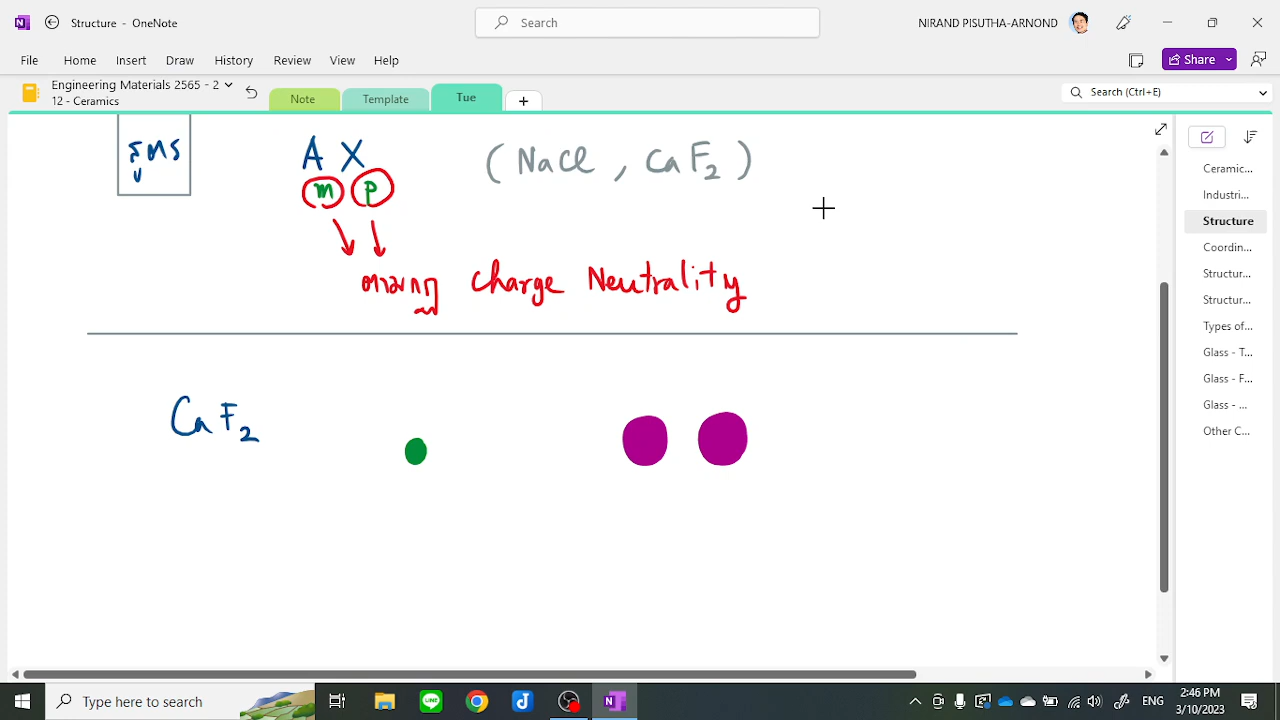 Structure - OneNote
Search
NIRAND PISUTHA-ARNOND
File Home Insert Draw View History Review View Help
Share
Engineering Materials 2565 - 2
12 - Ceramics
Note
Template
Tue
Search (Ctrl+E)
สูตร
A X
m p
(NaCl, CaF2)
ตามกฎ Charge Neutrality
CaF2
Ceramic...
Industri...
Structure
Coordin...
Structur...
Structur...
Types of...
Glass - T...
Glass - F...
Glass - ...
Other C...
Type here to search
ENG
2:46 PM
3/10/2023